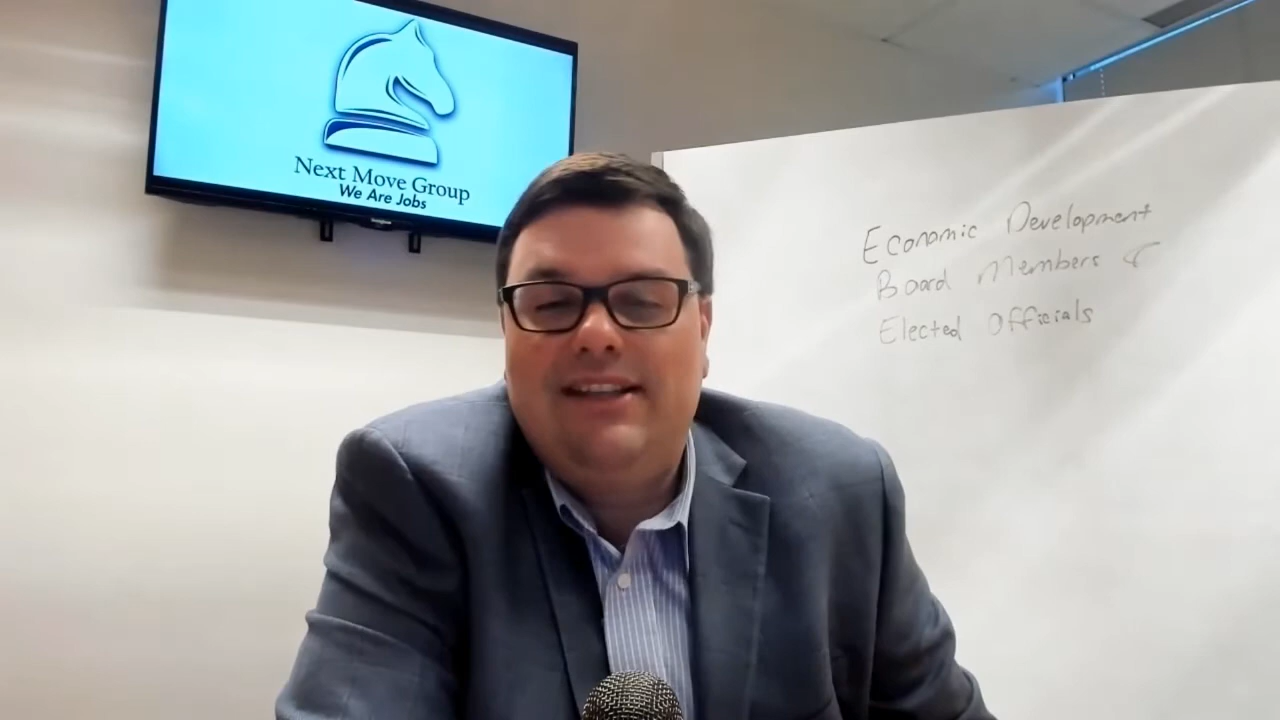 Next Move Group
We Are Jobs
Economic Development
Board Members &
Elected Officials